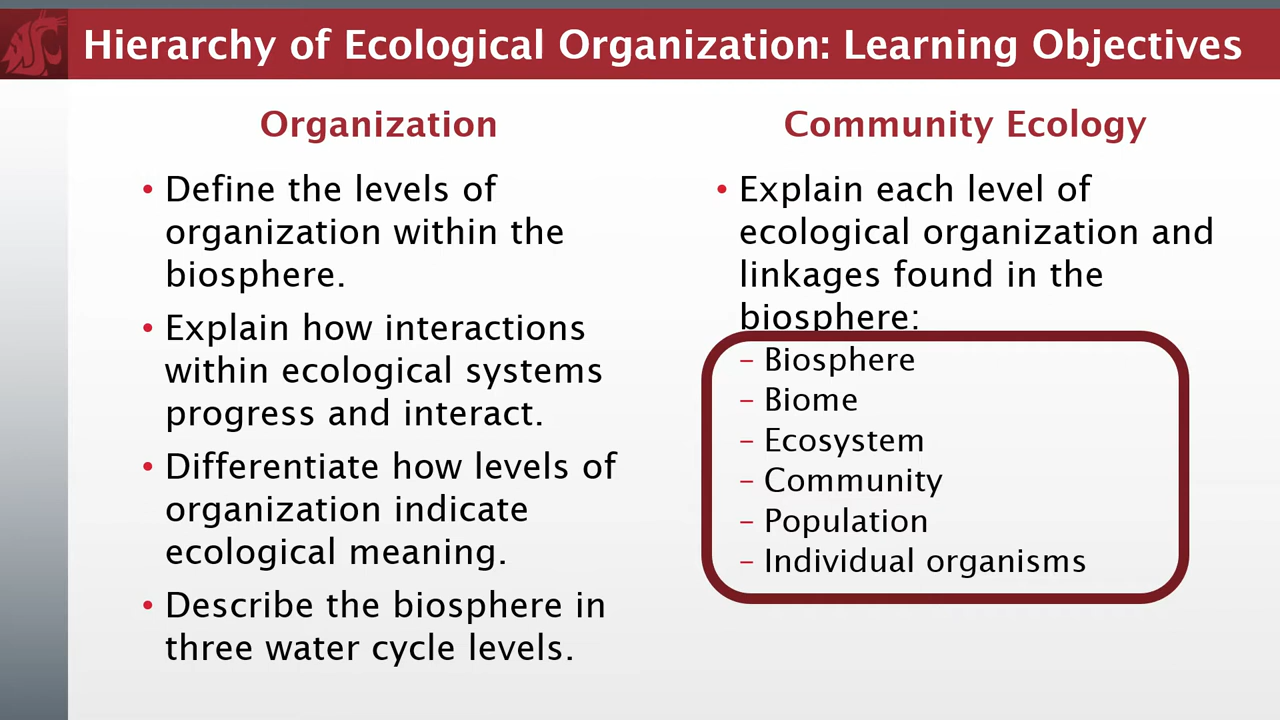 Hierarchy of Ecological Organization: Learning Objectives
Organization
• Define the levels of
organization within the
biosphere.
• Explain how interactions
within ecological systems
progress and interact.
• Differentiate how levels of
organization indicate
ecological meaning.
• Describe the biosphere in
three water cycle levels.
Community Ecology
• Explain each level of
ecological organization and
linkages found in the
biosphere:
– Biosphere
– Biome
– Ecosystem
– Community
– Population
– Individual organisms